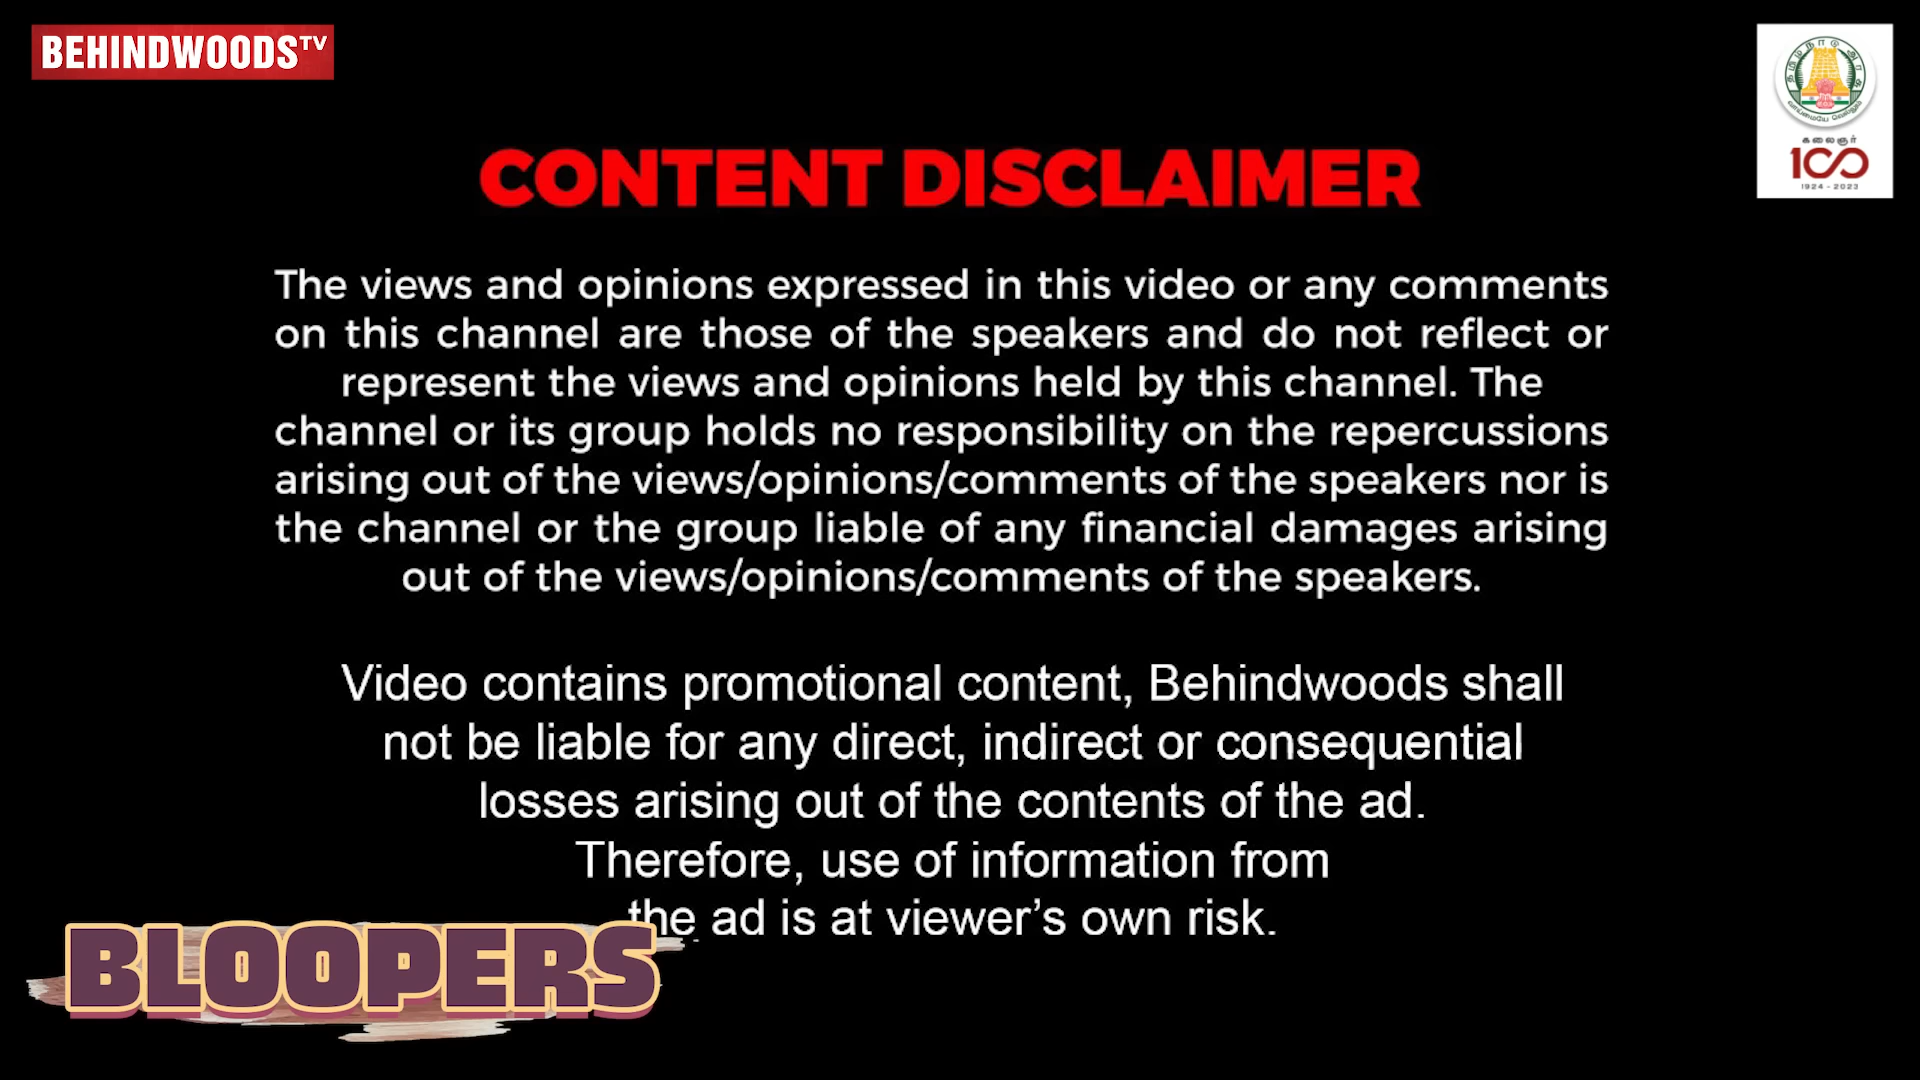 BEHINDWOODSTV
தமிழ்நாடு அரசு
வாய்மையே வெல்லும்
கலைஞர்
100
1924 - 2023
CONTENT DISCLAIMER
The views and opinions expressed in this video or any comments
on this channel are those of the speakers and do not reflect or
represent the views and opinions held by this channel. The
channel or its group holds no responsibility on the repercussions
arising out of the views/opinions/comments of the speakers nor is
the channel or the group liable of any financial damages arising
out of the views/opinions/comments of the speakers.
Video contains promotional content, Behindwoods shall
not be liable for any direct, indirect or consequential
losses arising out of the contents of the ad.
Therefore, use of information from
the ad is at viewer’s own risk.
BLOOPERS